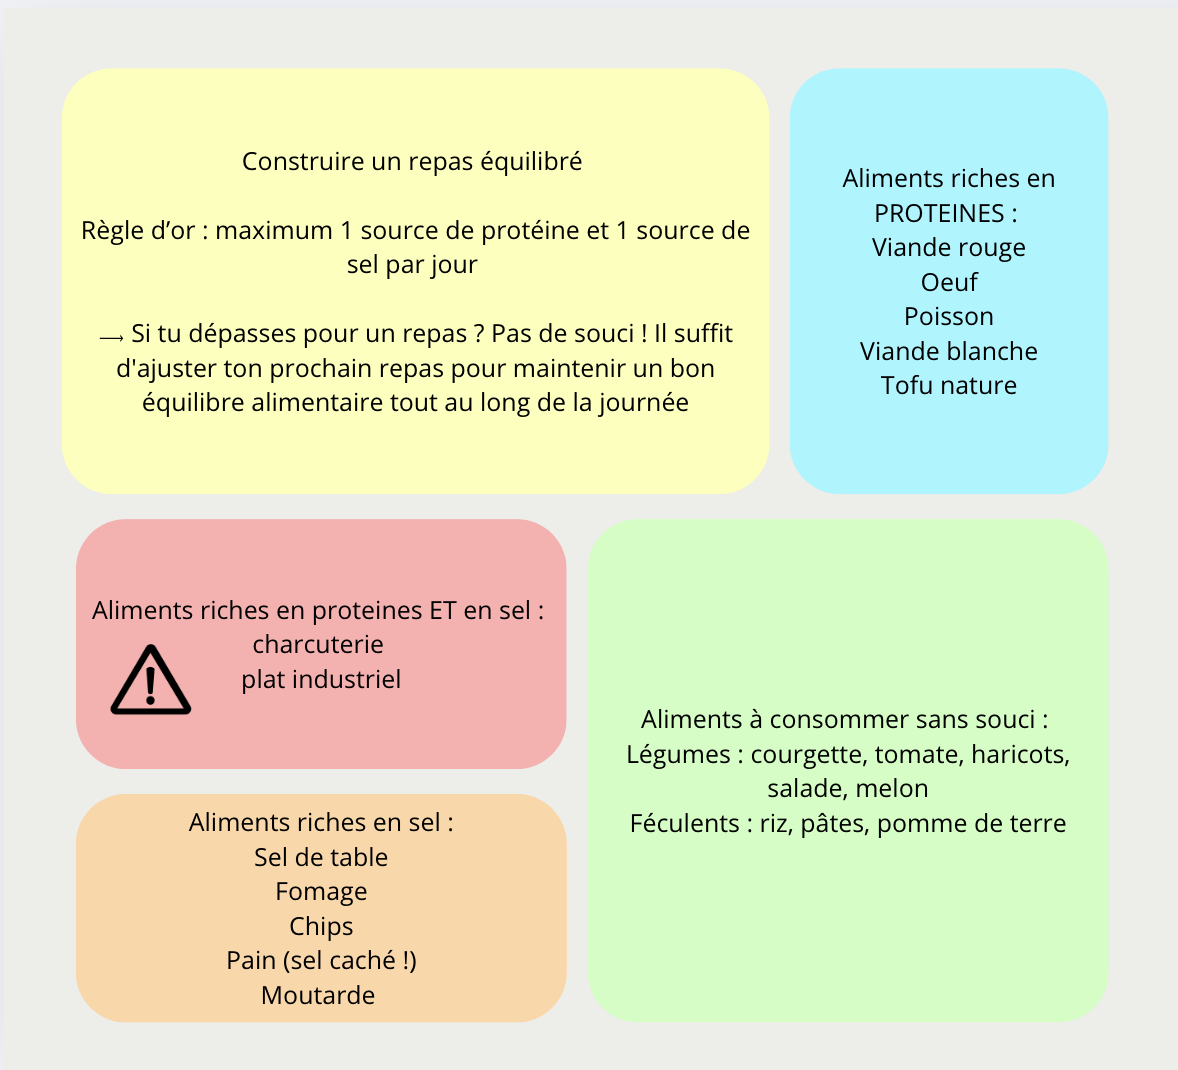 Construire un repas équilibré
Règle d’or : maximum 1 source de protéine et 1 source de
sel par jour
→ Si tu dépasses pour un repas ? Pas de souci ! Il suffit
d'ajuster ton prochain repas pour maintenir un bon
équilibre alimentaire tout au long de la journée
Aliments riches en
PROTEINES :
Viande rouge
Oeuf
Poisson
Viande blanche
Tofu nature
Aliments riches en proteines ET en sel :
charcuterie
plat industriel
Aliments à consommer sans souci :
Légumes : courgette, tomate, haricots,
salade, melon
Féculents : riz, pâtes, pomme de terre
Aliments riches en sel :
Sel de table
Fomage
Chips
Pain (sel caché !)
Moutarde